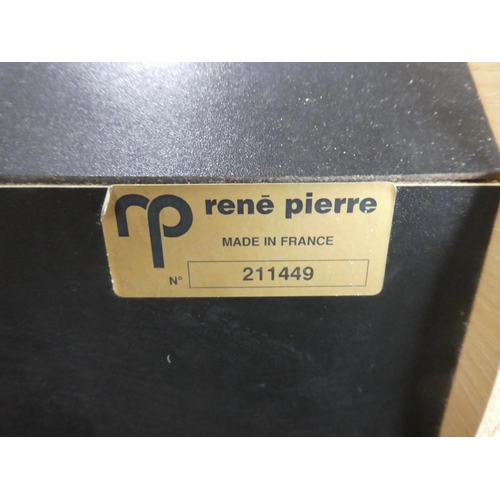 rp renē pierre
MADE IN FRANCE
N° 211449